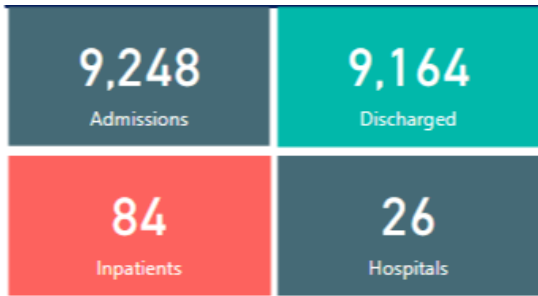 9,248
Admissions
9,164
Discharged
84
Inpatients
26
Hospitals